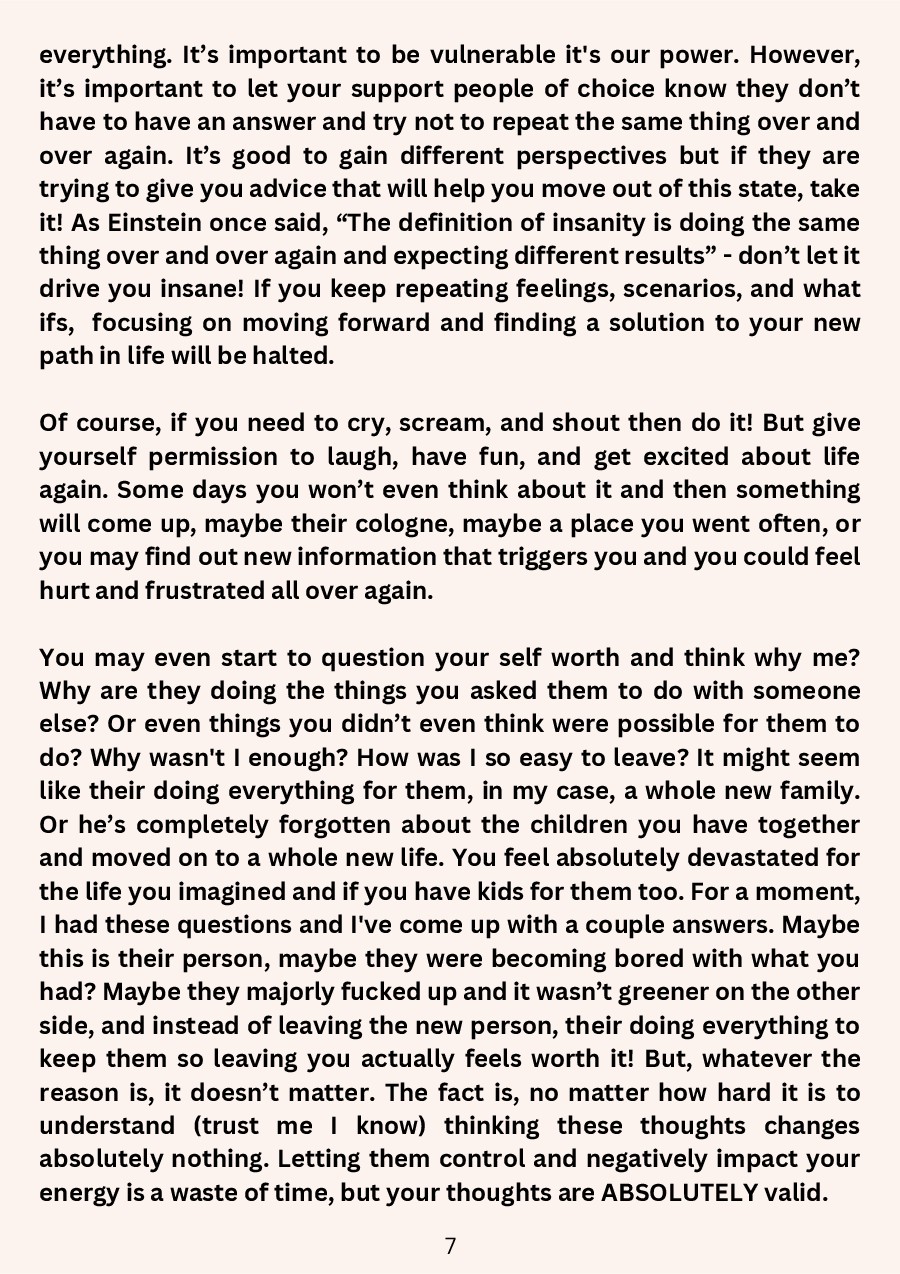 everything. It’s important to be vulnerable it's our power. However,
it’s important to let your support people of choice know they don’t
have to have an answer and try not to repeat the same thing over and
over again. It’s good to gain different perspectives but if they are
trying to give you advice that will help you move out of this state, take
it! As Einstein once said, “The definition of insanity is doing the same
thing over and over again and expecting different results” - don’t let it
drive you insane! If you keep repeating feelings, scenarios, and what
ifs,  focusing on moving forward and finding a solution to your new
path in life will be halted.

Of course, if you need to cry, scream, and shout then do it! But give
yourself permission to laugh, have fun, and get excited about life
again. Some days you won’t even think about it and then something
will come up, maybe their cologne, maybe a place you went often, or
you may find out new information that triggers you and you could feel
hurt and frustrated all over again.

You may even start to question your self worth and think why me?
Why are they doing the things you asked them to do with someone
else? Or even things you didn’t even think were possible for them to
do? Why wasn't I enough? How was I so easy to leave? It might seem
like their doing everything for them, in my case, a whole new family.
Or he’s completely forgotten about the children you have together
and moved on to a whole new life. You feel absolutely devastated for
the life you imagined and if you have kids for them too. For a moment,
I had these questions and I've come up with a couple answers. Maybe
this is their person, maybe they were becoming bored with what you
had? Maybe they majorly fucked up and it wasn’t greener on the other
side, and instead of leaving the new person, their doing everything to
keep them so leaving you actually feels worth it! But, whatever the
reason is, it doesn’t matter. The fact is, no matter how hard it is to
understand (trust me I know) thinking these thoughts changes
absolutely nothing. Letting them control and negatively impact your
energy is a waste of time, but your thoughts are ABSOLUTELY valid.

7